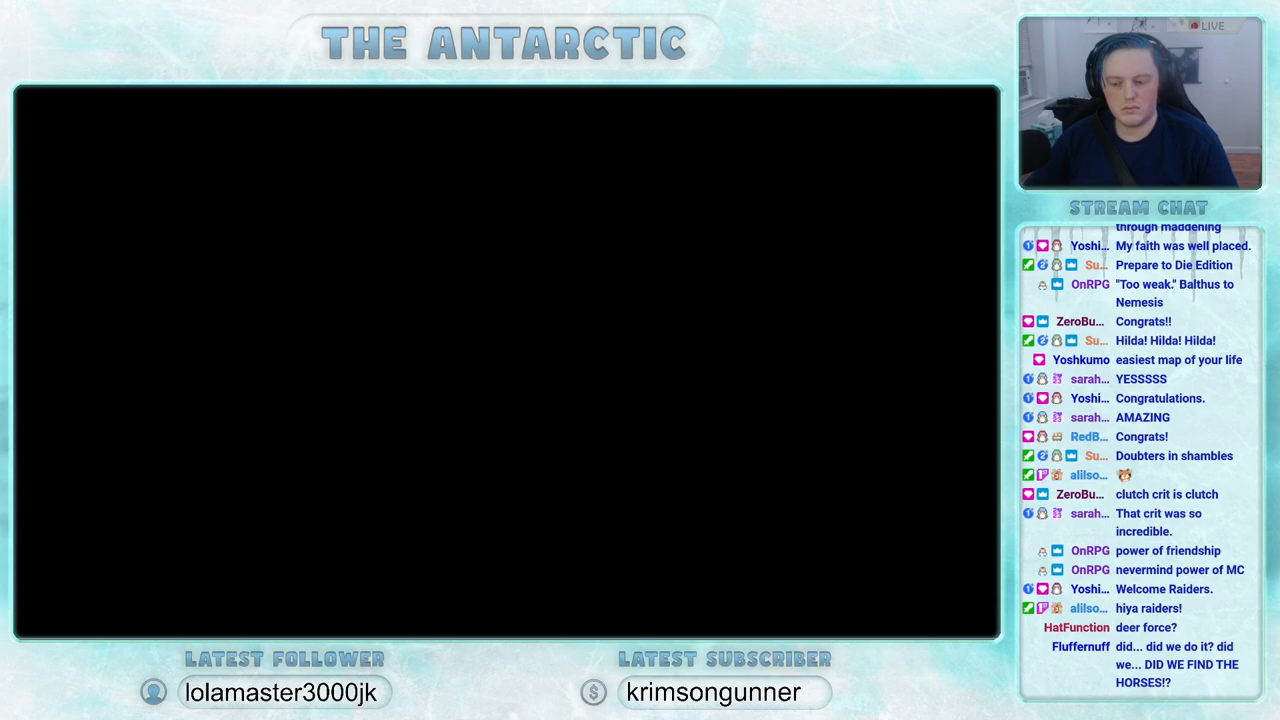 THE ANTARCTIC
LIVE
STREAM CHAT
through maddening
Yoshi... My faith was well placed.
Su... Prepare to Die Edition
OnRPG "Too weak." Balthus to
Nemesis
ZeroBu... Congrats!!
Su... Hilda! Hilda! Hilda!
Yoshkumo easiest map of your life
sarah... YESSSSS
Yoshi... Congratulations.
sarah... AMAZING
RedB... Congrats!
Su... Doubters in shambles
alilso...
ZeroBu... clutch crit is clutch
sarah... That crit was so
incredible.
OnRPG power of friendship
OnRPG nevermind power of MC
Yoshi... Welcome Raiders.
alilso... hiya raiders!
HatFunction deer force?
Fluffernuff did... did we do it? did
we... DID WE FIND THE
HORSES!?
LATEST FOLLOWER
lolamaster3000jk
LATEST SUBSCRIBER
krimsongunner